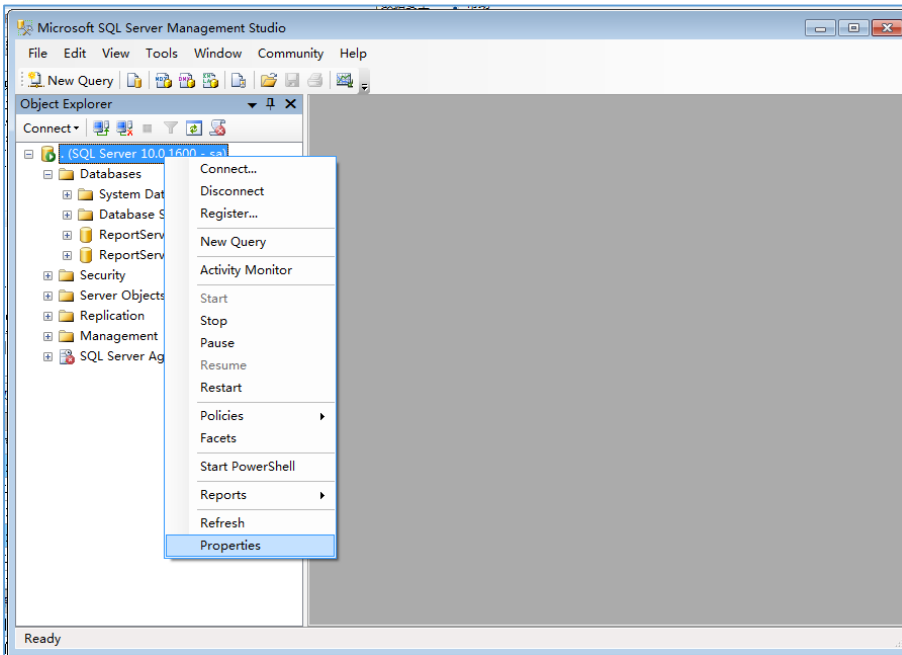 Microsoft SQL Server Management Studio
File Edit View Tools Window Community Help
New Query
Object Explorer
Connect
. (SQL Server 10.0.1600 - sa)
Databases
System Dat
Database S
ReportServ
ReportServ
Security
Server Objects
Replication
Management
SQL Server Ag
Connect...
Disconnect
Register...
New Query
Activity Monitor
Start
Stop
Pause
Resume
Restart
Policies
Facets
Start PowerShell
Reports
Refresh
Properties
Ready